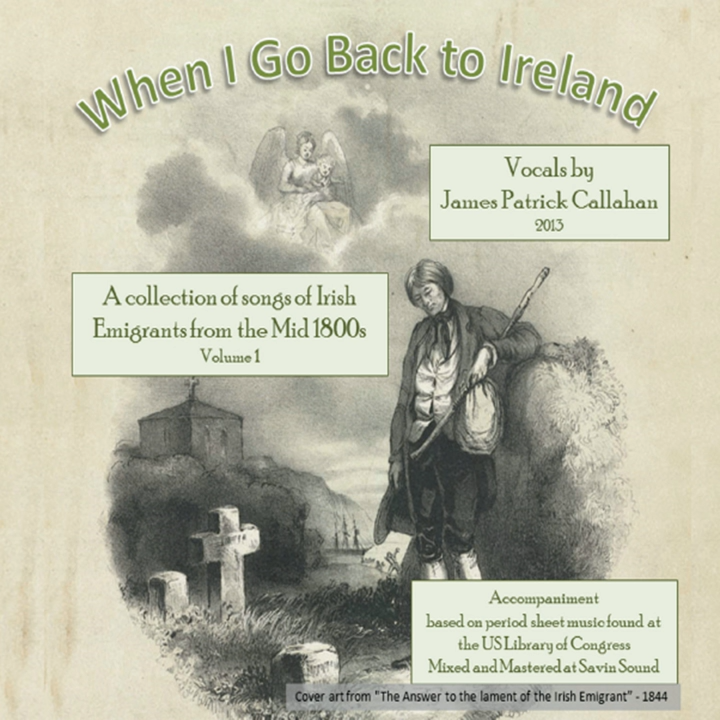 When I Go Back to Ireland
Vocals by
James Patrick Callahan
2013
A collection of songs of Irish
Emigrants from the Mid 1800s
Volume 1
Accompaniment
based on period sheet music found at
the US Library of Congress
Mixed and Mastered at Savin Sound
Cover art from "The Answer to the lament of the Irish Emigrant" - 1844